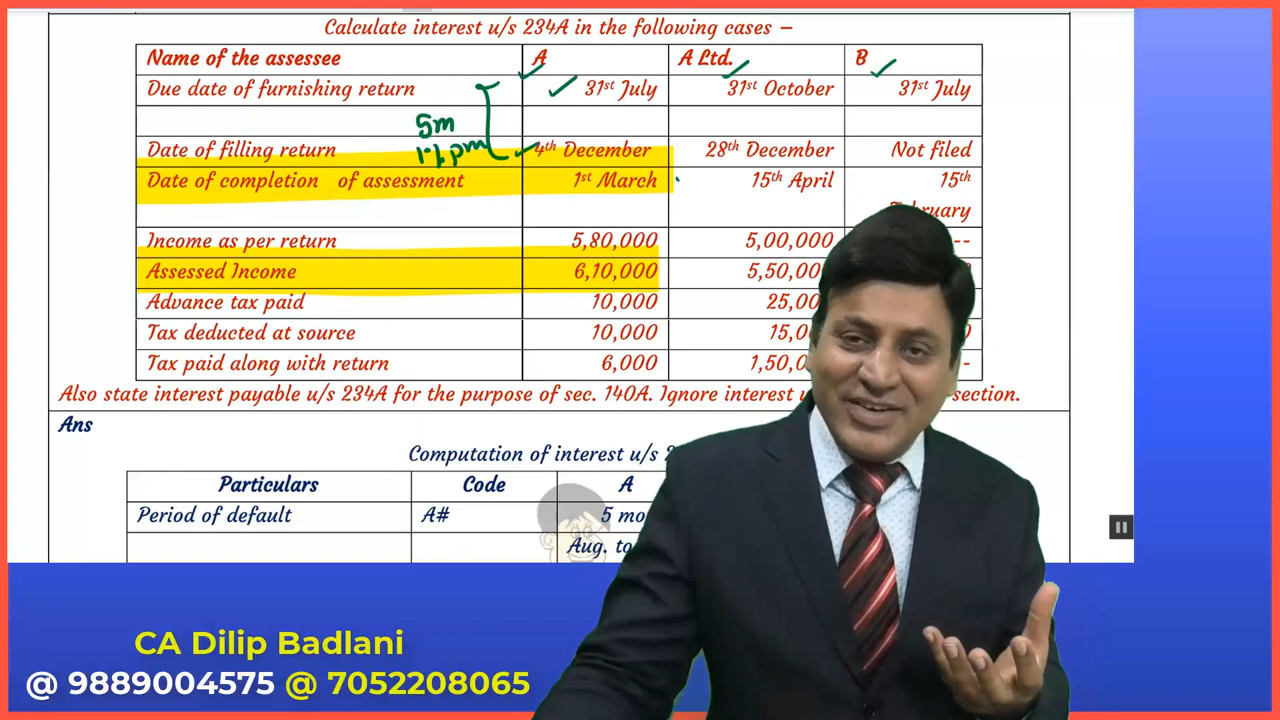 Calculate interest u/s 234A in the following cases –
Name of the assessee A A Ltd. B
Due date of furnishing return 31st July 31st October 31st July
5m
1% pm
Date of filling return 4th December 28th December Not filed
Date of completion of assessment 1st March 15th April 15th
Income as per return 5,80,000 5,00,000 --
Assessed Income 6,10,000
Advance tax paid 10,000
Tax deducted at source 10,000
Tax paid along with return 6,000 -
Also state interest payable u/s 234A for the purpose of sec. 140A. Ignore interest section.
Ans
Computation of interest u/s
Particulars Code A
Period of default A# 5
Aug.
CA Dilip Badlani
@ 9889004575 @ 7052208065